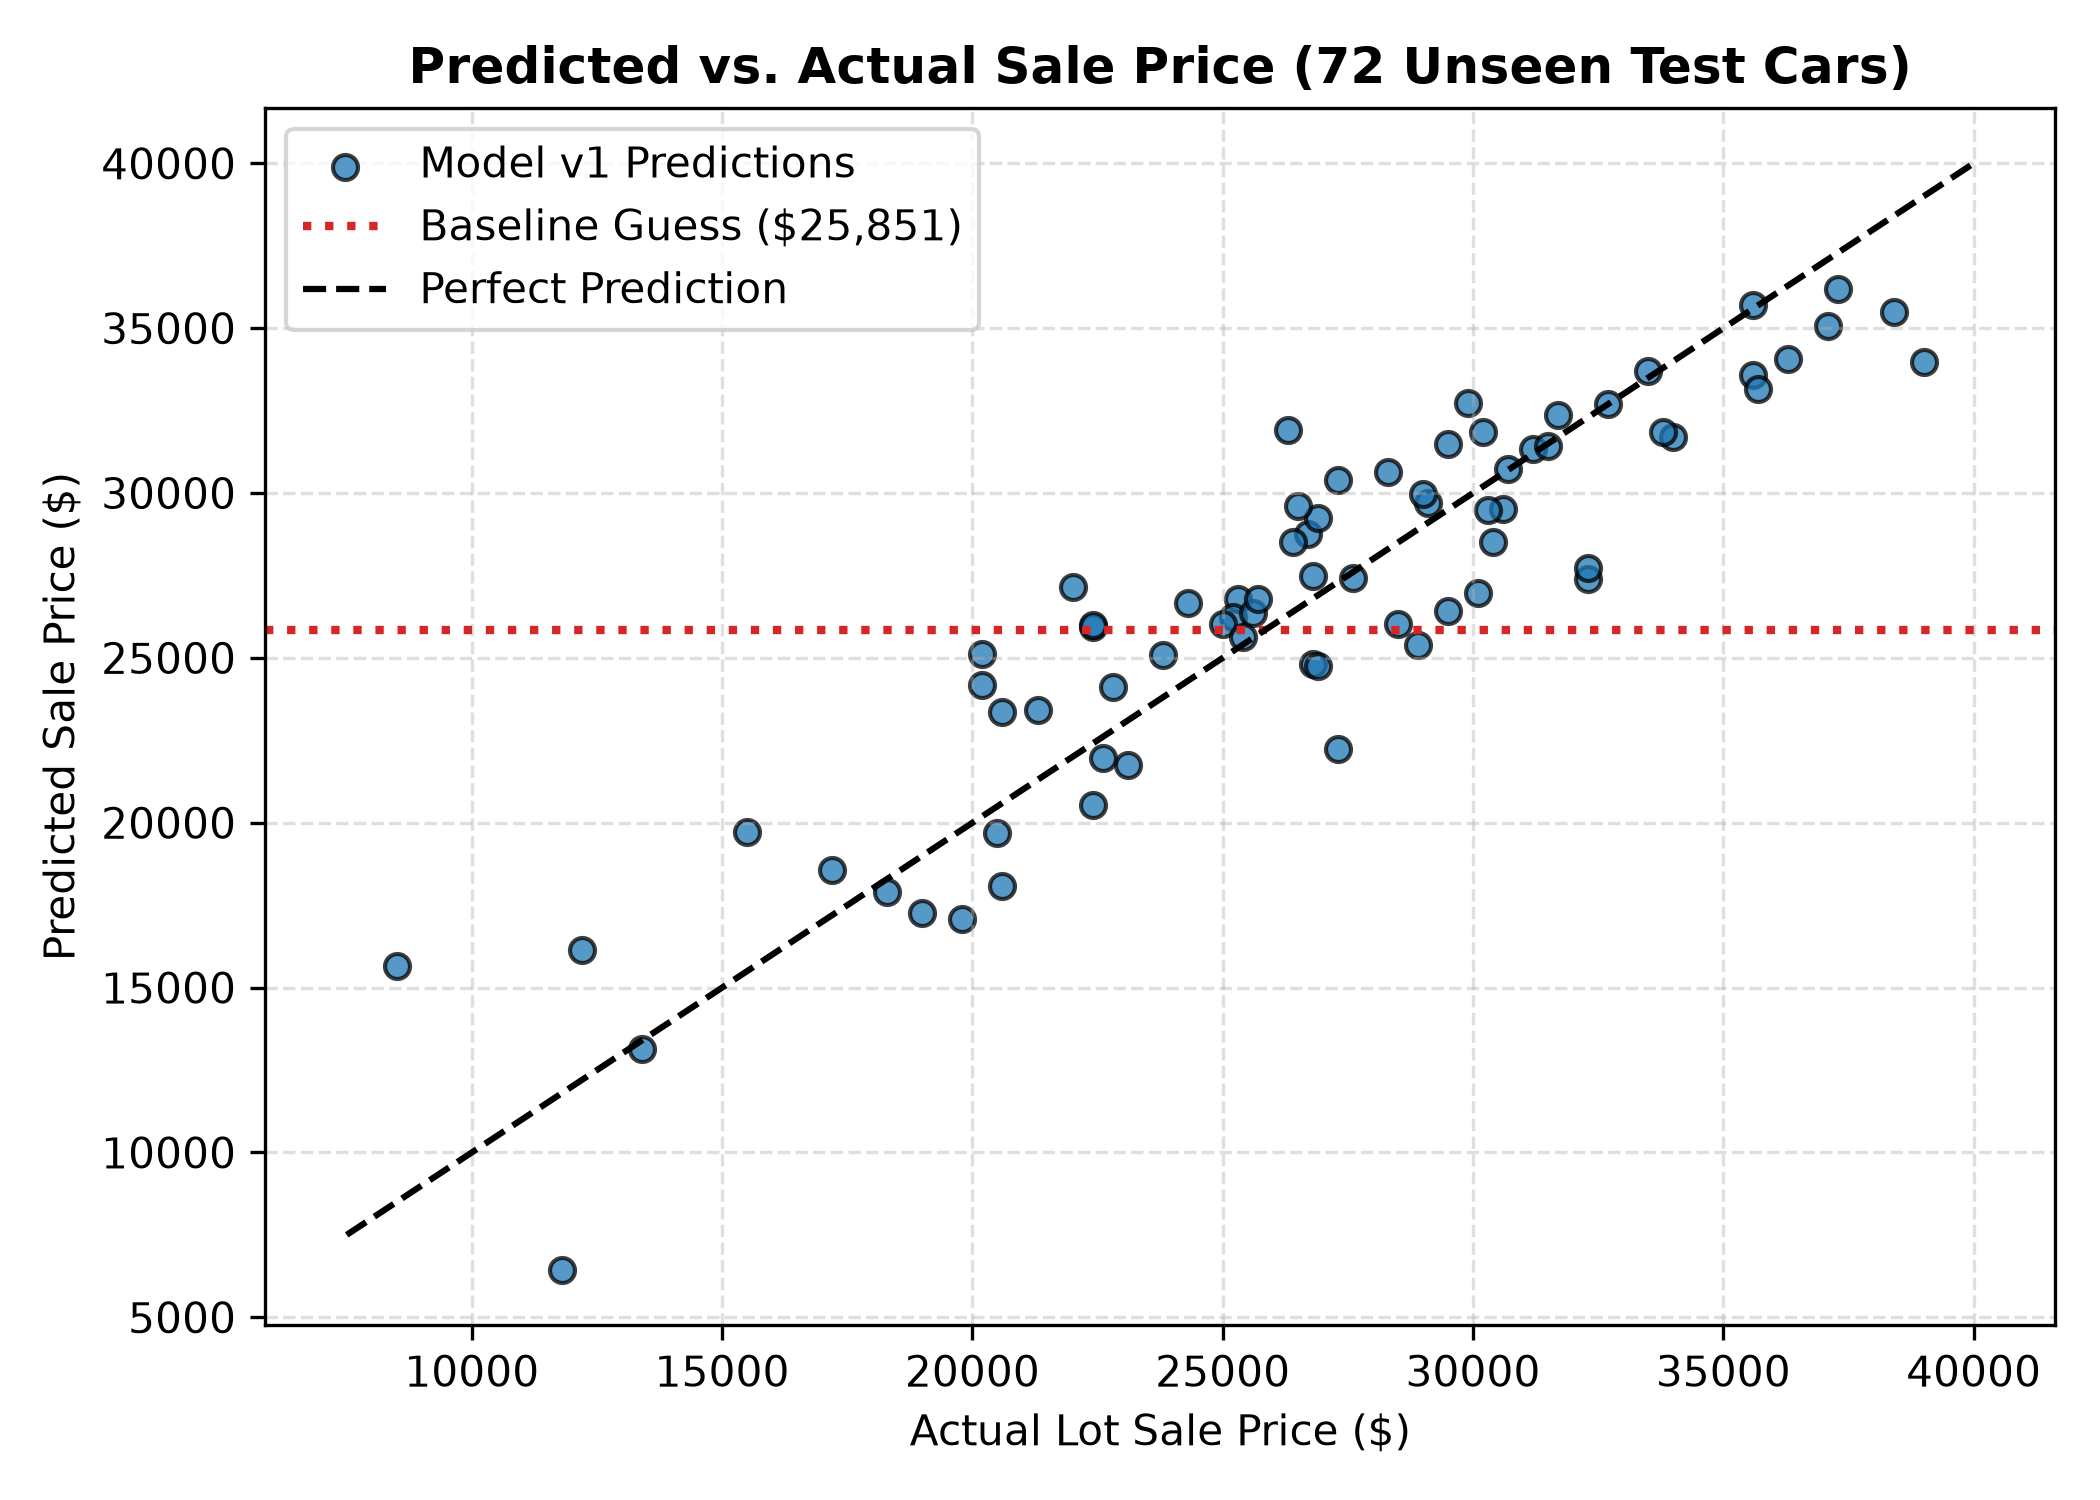 Predicted vs. Actual Sale Price (72 Unseen Test Cars)
Model v1 Predictions
Baseline Guess ($25,851)
Perfect Prediction
Predicted Sale Price ($)
40000
35000
30000
25000
20000
15000
10000
5000
10000 15000 20000 25000 30000 35000 40000
Actual Lot Sale Price ($)